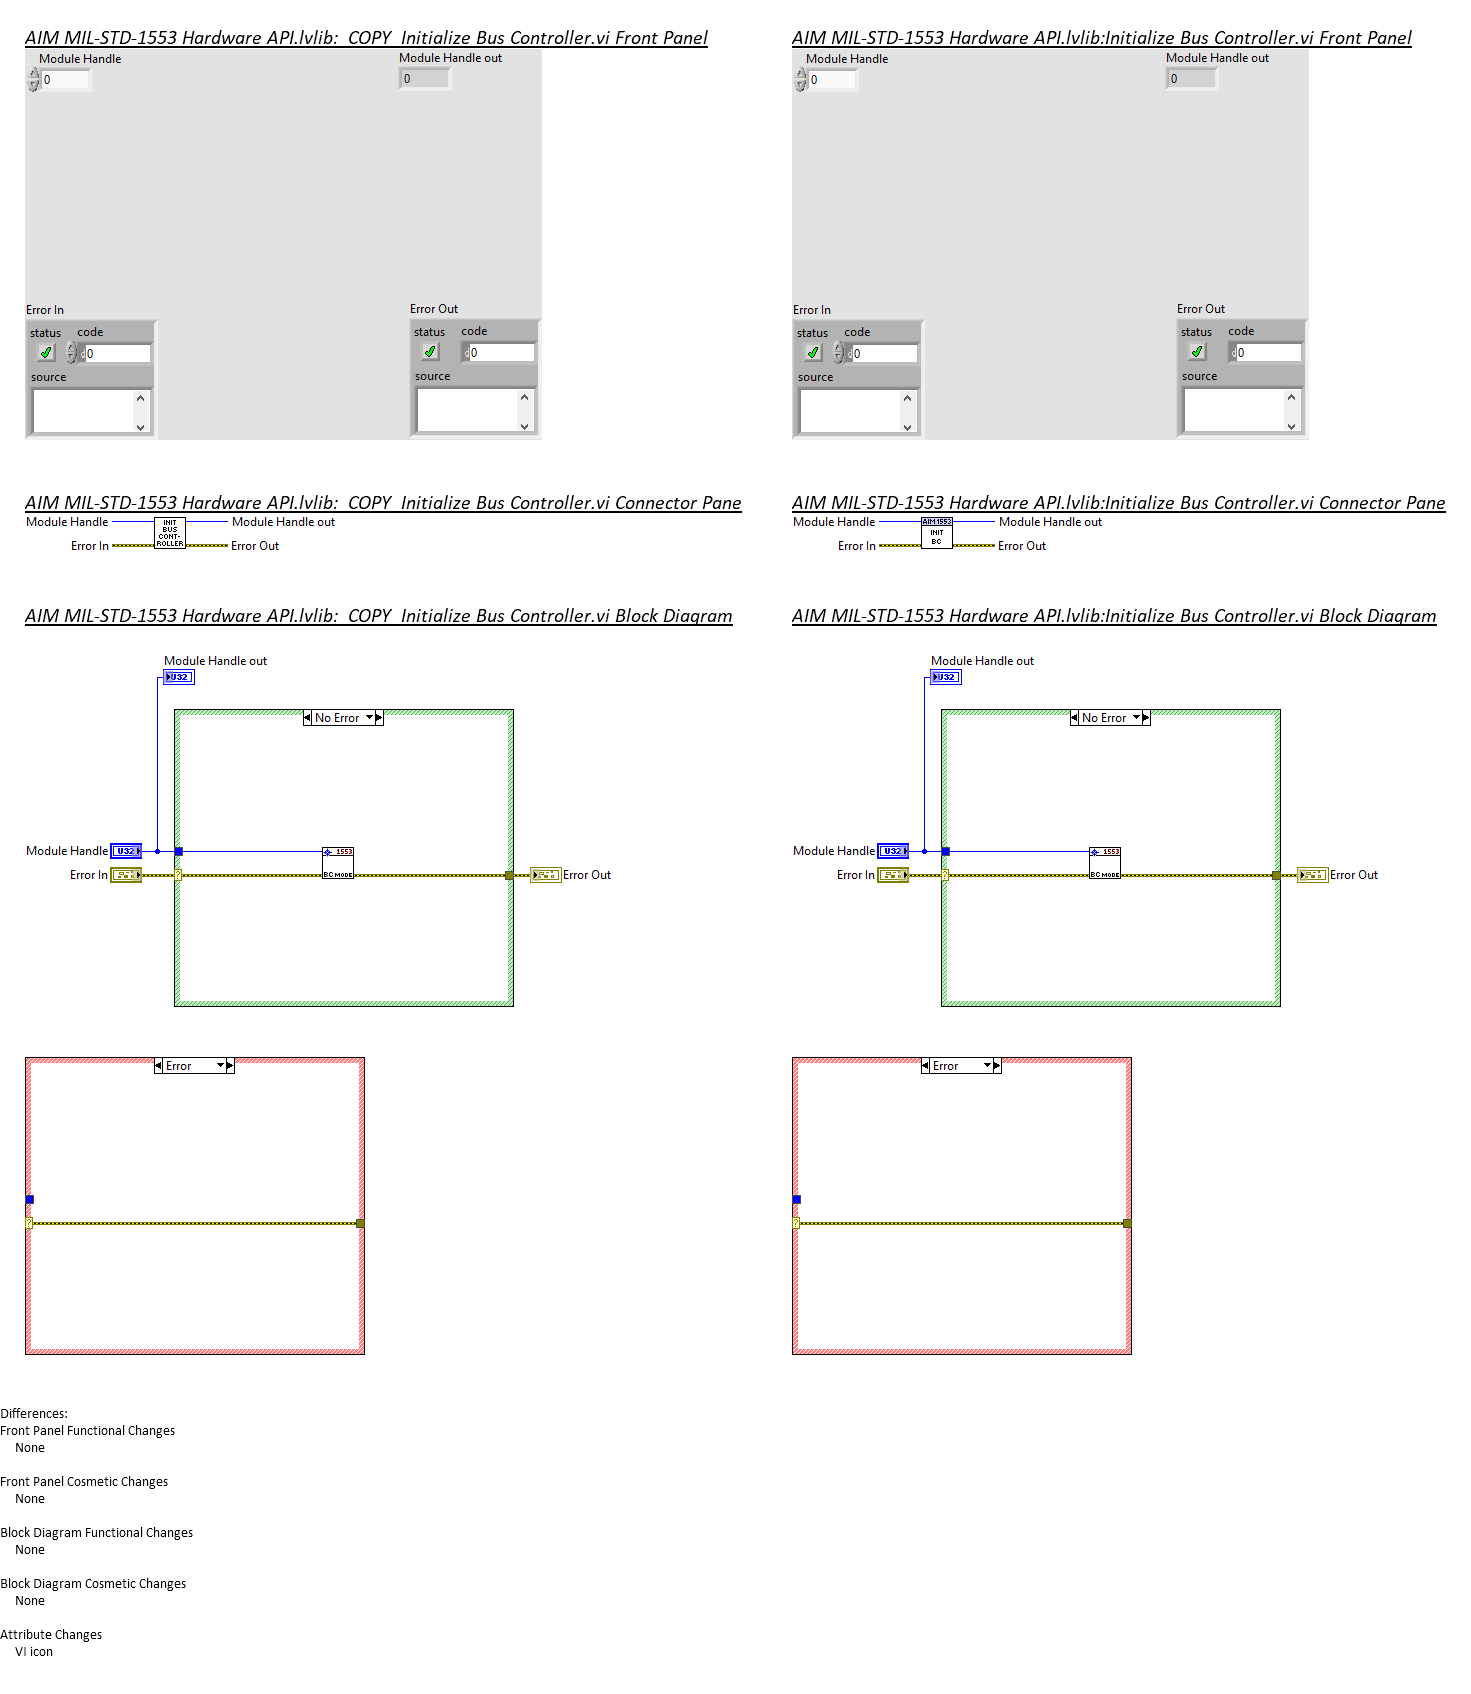 AIM MIL-STD-1553 Hardware API.lvlib:  COPY  Initialize Bus Controller.vi Front Panel
Module Handle
0
Module Handle out
0
Error In
status code
0
source
Error Out
status code
0
source
AIM MIL-STD-1553 Hardware API.lvlib:Initialize Bus Controller.vi Front Panel
Module Handle
0
Module Handle out
0
Error In
status code
0
source
Error Out
status code
0
source
AIM MIL-STD-1553 Hardware API.lvlib:  COPY  Initialize Bus Controller.vi Connector Pane
Module Handle
INIT
BUS
CONT-
ROLLER
Module Handle out
Error In
Error Out
AIM MIL-STD-1553 Hardware API.lvlib:Initialize Bus Controller.vi Connector Pane
Module Handle
AIM1553
INIT
BC
Module Handle out
Error In
Error Out
AIM MIL-STD-1553 Hardware API.lvlib:  COPY  Initialize Bus Controller.vi Block Diagram
Module Handle out
U32
No Error
Module Handle
U32
1553
BC MODE
Error In
?
Error Out
Error
?
AIM MIL-STD-1553 Hardware API.lvlib:Initialize Bus Controller.vi Block Diagram
Module Handle out
U32
No Error
Module Handle
U32
1553
BC MODE
Error In
?
Error Out
Error
?
Differences:
Front Panel Functional Changes
None
Front Panel Cosmetic Changes
None
Block Diagram Functional Changes
None
Block Diagram Cosmetic Changes
None
Attribute Changes
VI icon